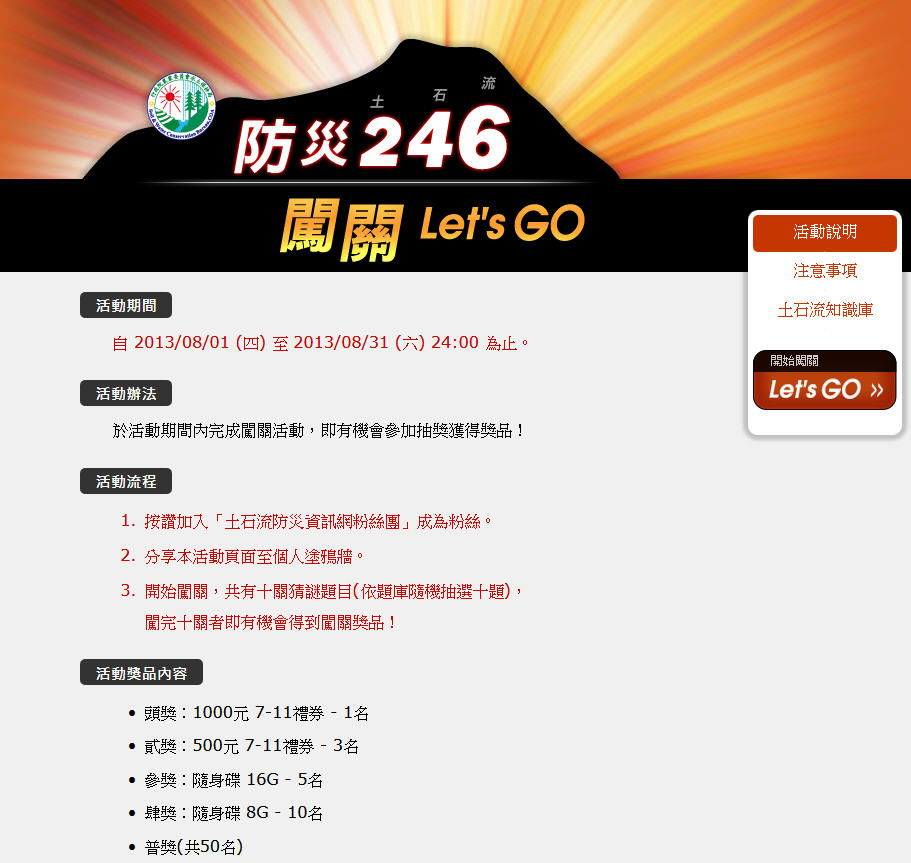 土石流
防災246
闖關 Let's GO
活動說明
注意事項
土石流知識庫
開始闖關
Let's GO »
活動期間
自 2013/08/01 (四) 至 2013/08/31 (六) 24:00 為止。
活動辦法
於活動期間內完成闖關活動，即有機會參加抽獎獲得獎品！
活動流程
1. 按讚加入「土石流防災資訊網粉絲團」成為粉絲。
2. 分享本活動頁面至個人塗鴉牆。
3. 開始闖關，共有十關猜謎題目(依題庫隨機抽選十題)，
闖完十關者即有機會得到闖關獎品！
活動獎品內容
• 頭獎：1000元 7-11禮券 - 1名
• 貳獎：500元 7-11禮券 - 3名
• 參獎：隨身碟 16G - 5名
• 肆獎：隨身碟 8G - 10名
• 普獎(共50名)